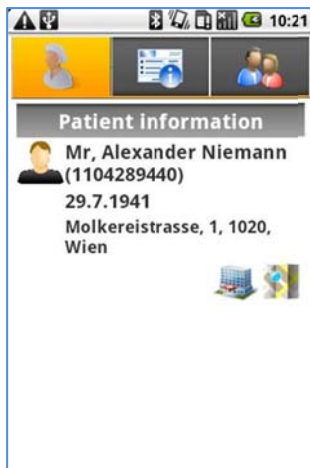 10:21
Patient information
Mr, Alexander Niemann
(1104289440)
29.7.1941
Molkereistrasse, 1, 1020,
Wien